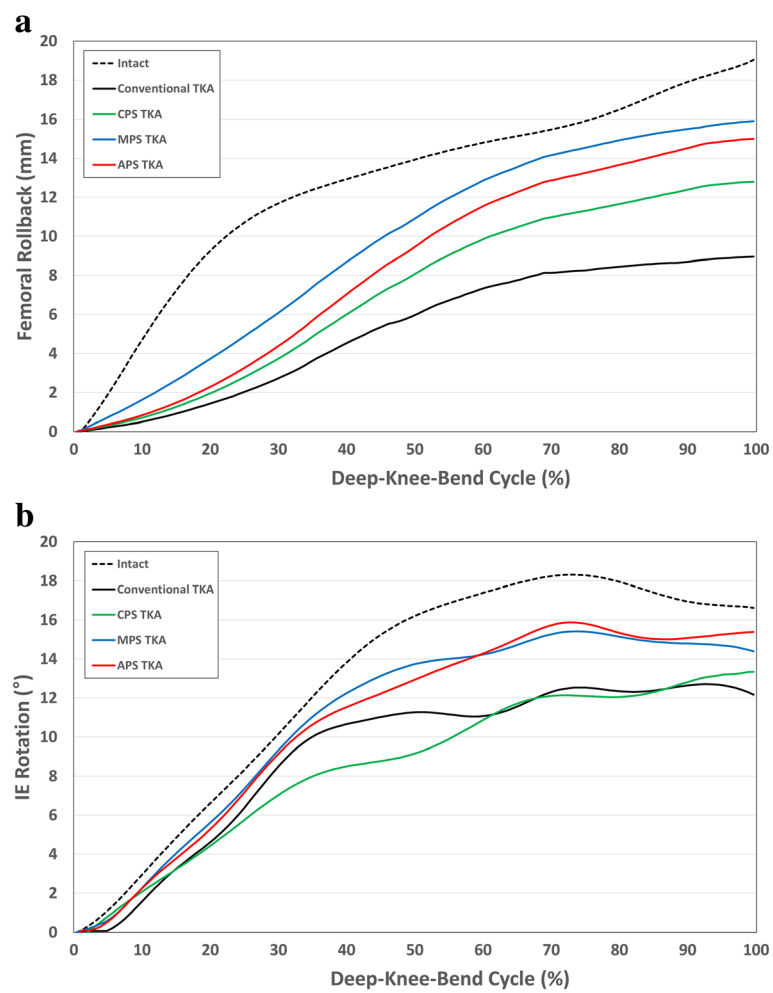 a
20
18
16
14
12
10
8
6
4
2
0
Femoral Rollback (mm)
Intact
Conventional TKA
CPS TKA
MPS TKA
APS TKA
0 10 20 30 40 50 60 70 80 90 100
Deep-Knee-Bend Cycle (%)
b
20
18
16
14
12
10
8
6
4
2
0
IE Rotation (°)
Intact
Conventional TKA
CPS TKA
MPS TKA
APS TKA
0 10 20 30 40 50 60 70 80 90 100
Deep-Knee-Bend Cycle (%)